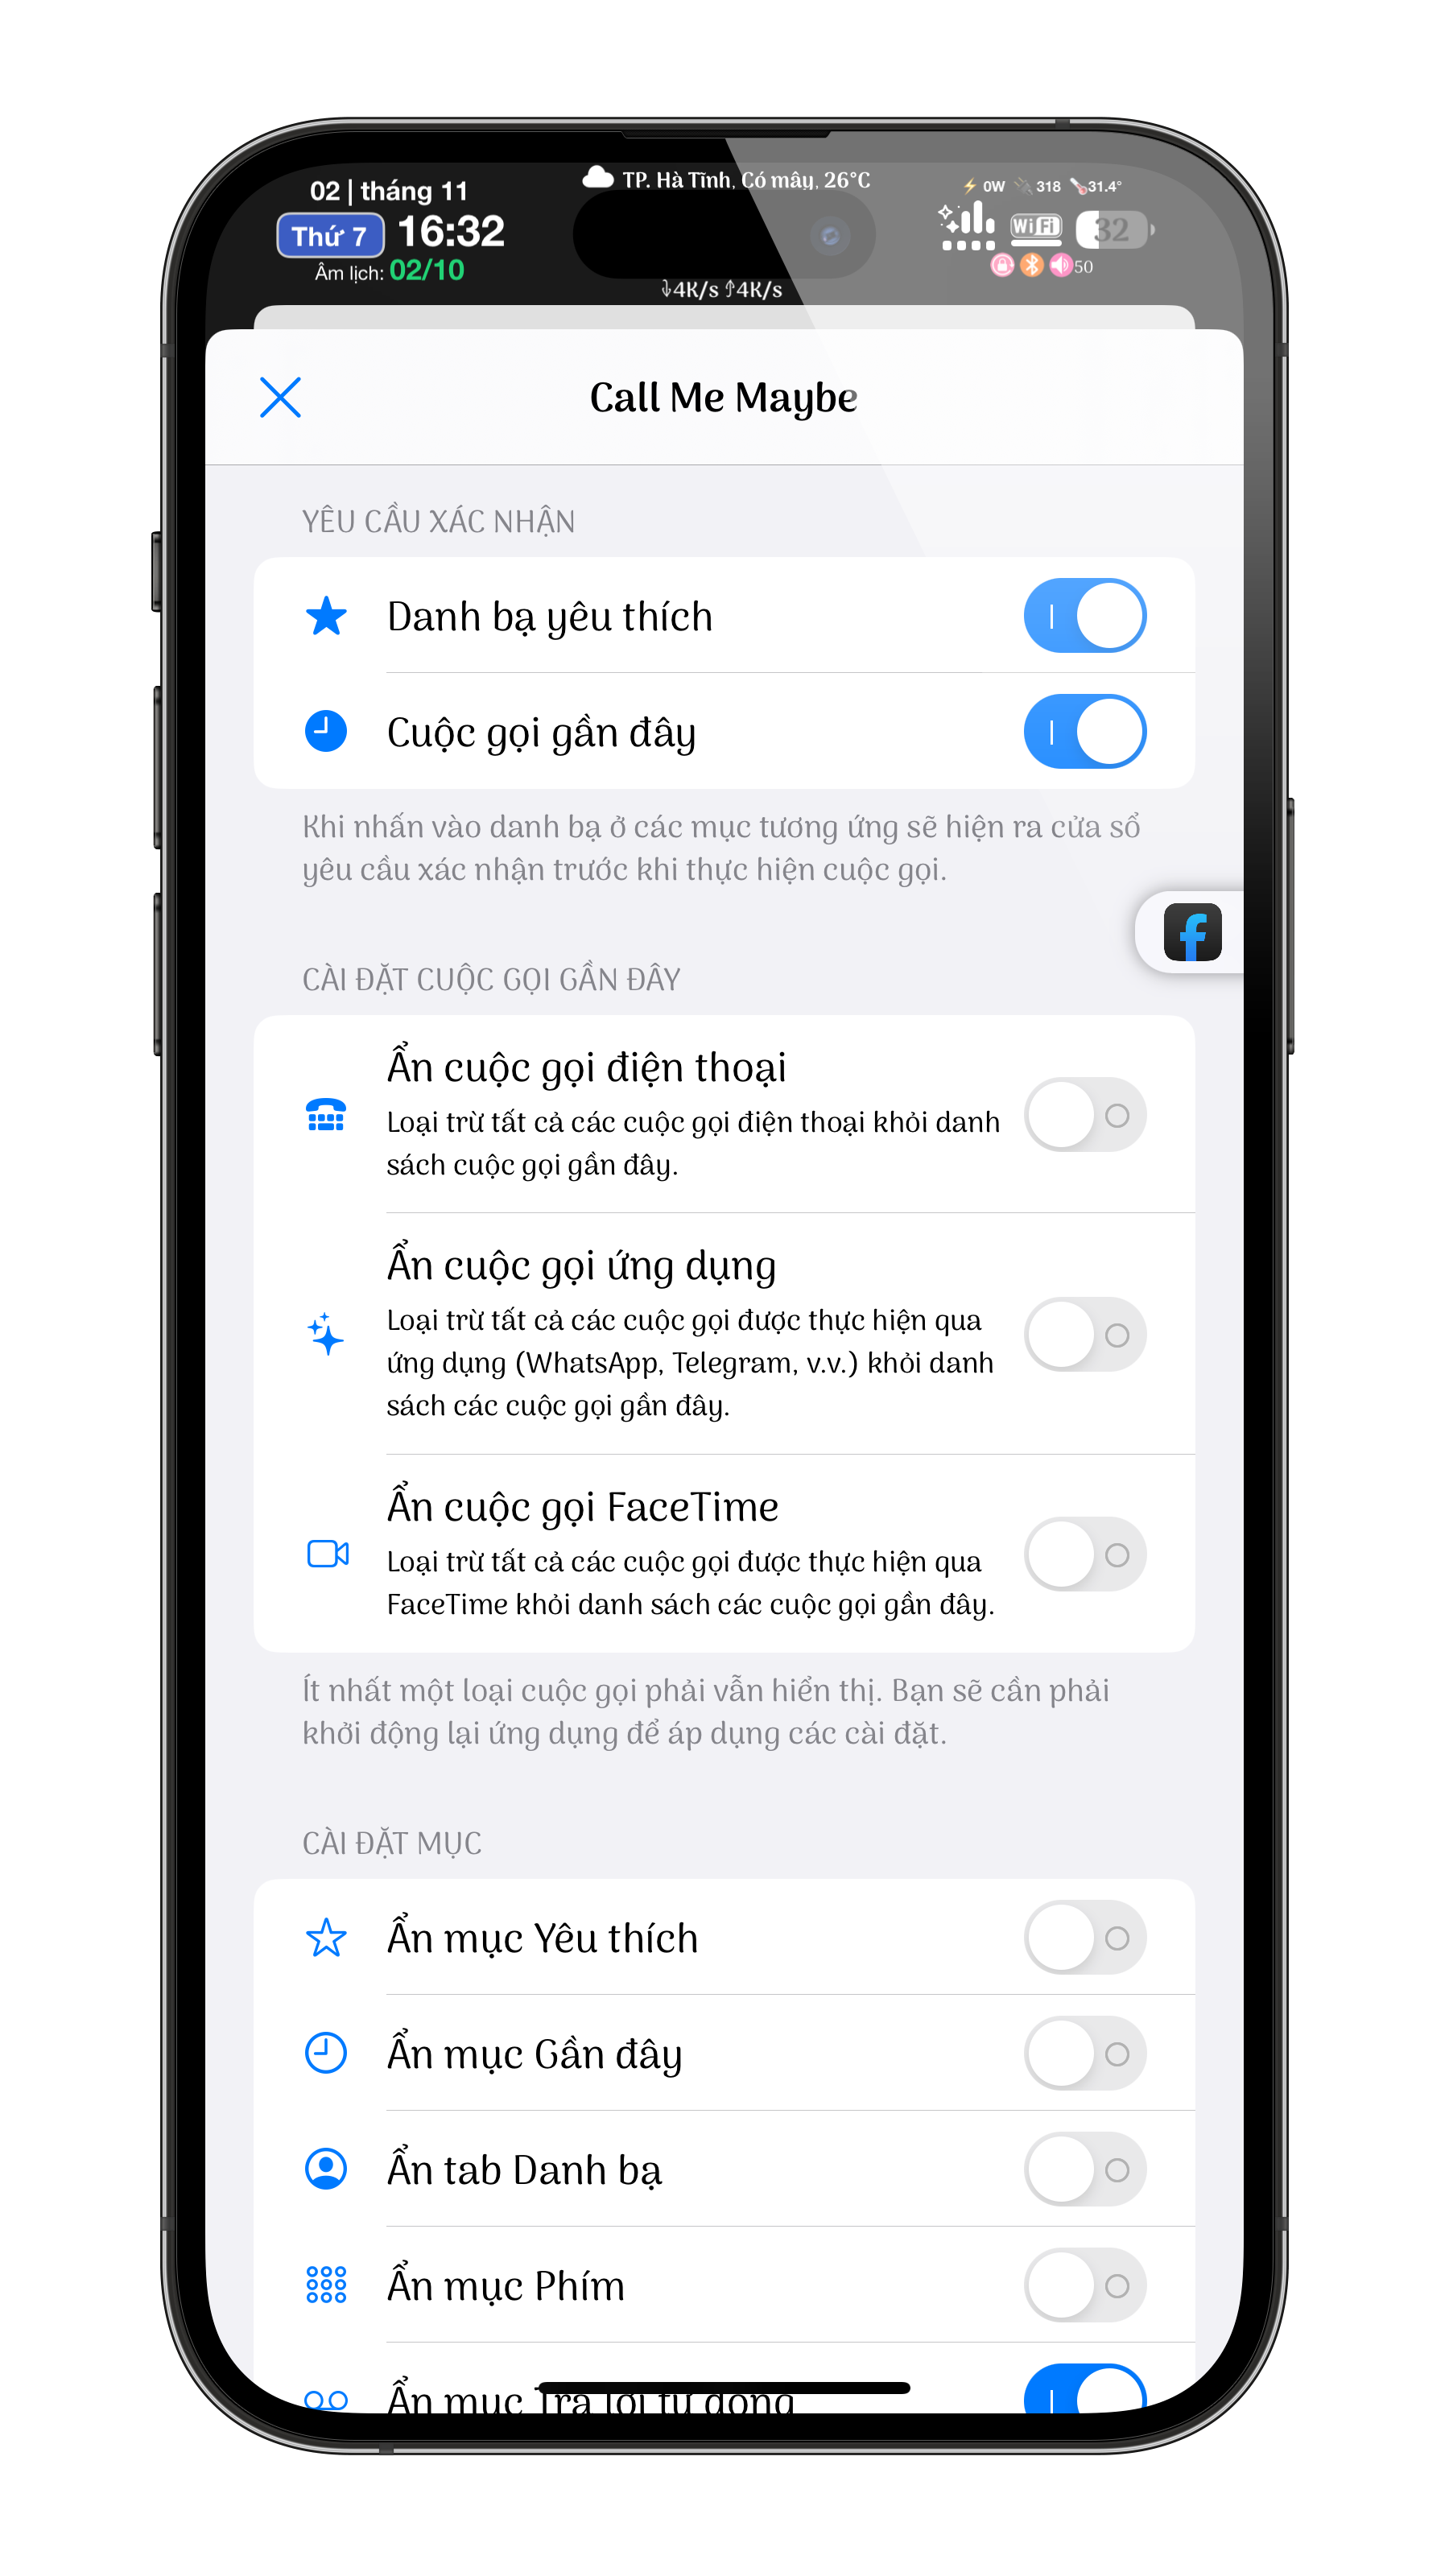 02 | tháng 11
Thứ 7 16:32
Âm lịch: 02/10
TP. Hà Tĩnh, Có mây, 26°C
4K/s 4K/s
0W 318 31.4°
WiFi 32
50
Call Me Maybe
YÊU CẦU XÁC NHẬN
Danh bạ yêu thích
Cuộc gọi gần đây
Khi nhấn vào danh bạ ở các mục tương ứng sẽ hiện ra cửa sổ
yêu cầu xác nhận trước khi thực hiện cuộc gọi.
CÀI ĐẶT CUỘC GỌI GẦN ĐÂY
Ẩn cuộc gọi điện thoại
Loại trừ tất cả các cuộc gọi điện thoại khỏi danh
sách cuộc gọi gần đây.
Ẩn cuộc gọi ứng dụng
Loại trừ tất cả các cuộc gọi được thực hiện qua
ứng dụng (WhatsApp, Telegram, v.v.) khỏi danh
sách các cuộc gọi gần đây.
Ẩn cuộc gọi FaceTime
Loại trừ tất cả các cuộc gọi được thực hiện qua
FaceTime khỏi danh sách các cuộc gọi gần đây.
Ít nhất một loại cuộc gọi phải vẫn hiển thị. Bạn sẽ cần phải
khởi động lại ứng dụng để áp dụng các cài đặt.
CÀI ĐẶT MỤC
Ẩn mục Yêu thích
Ẩn mục Gần đây
Ẩn tab Danh bạ
Ẩn mục Phím
Ẩn mục Trả lời tự động